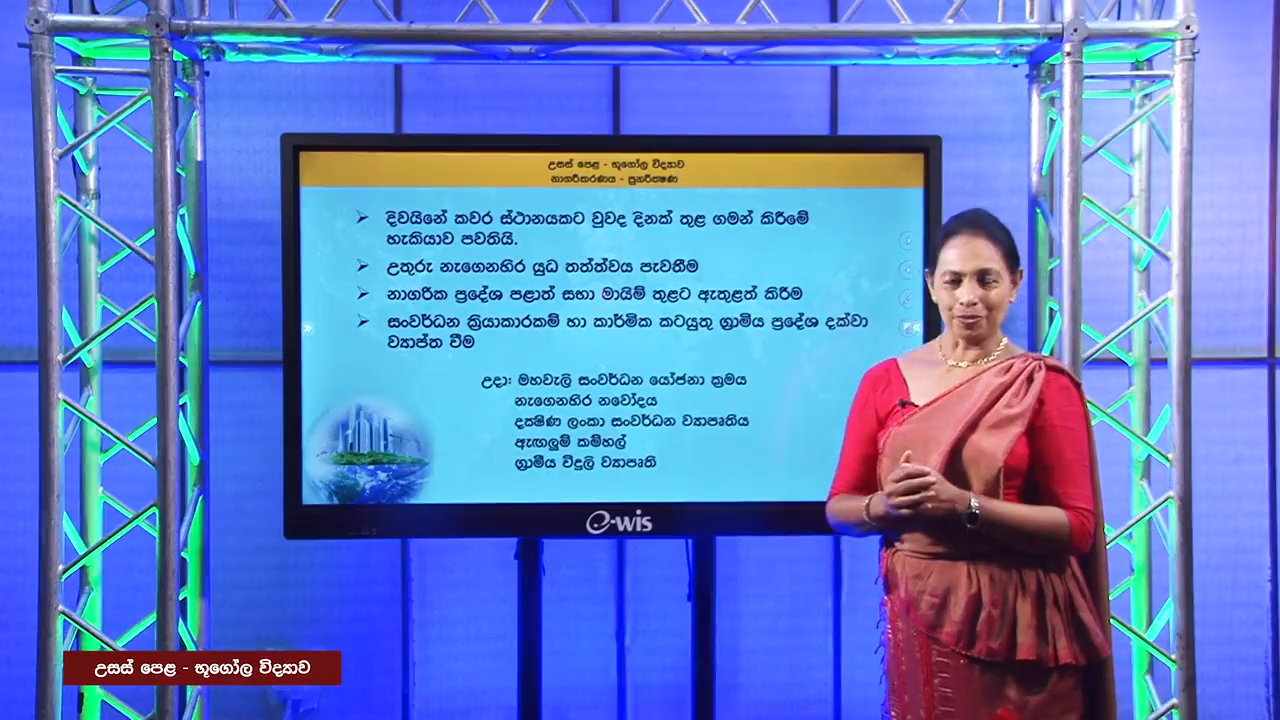 උසස් පෙළ - භූගෝල විද්‍යාව
නාගරීකරණය - පුනරීක්ෂණ
➢ දිවයිනේ කවර ස්ථානයකට වුවද දිනක් තුළ ගමන් කිරීමේ
හැකියාව පවතියි.
➢ උතුරු නැගෙනහිර යුධ තත්ත්වය පැවතීම
➢ නාගරික ප්‍රදේශ පළාත් සභා මායිම් තුළට ඇතුළත් කිරීම
➢ සංවර්ධන ක්‍රියාකාරකම් හා කාර්මික කටයුතු ග්‍රාමීය ප්‍රදේශ දක්වා
ව්‍යාප්ත වීම
උදා: මහවැලි සංවර්ධන යෝජනා ක්‍රමය
නැගෙනහිර නවෝදය
දක්ෂිණ ලංකා සංවර්ධන ව්‍යාපෘතිය
ඇඟලුම් කම්හල්
ග්‍රාමීය විදුලි ව්‍යාපෘති
e-wis
උසස් පෙළ - භූගෝල විද්‍යාව